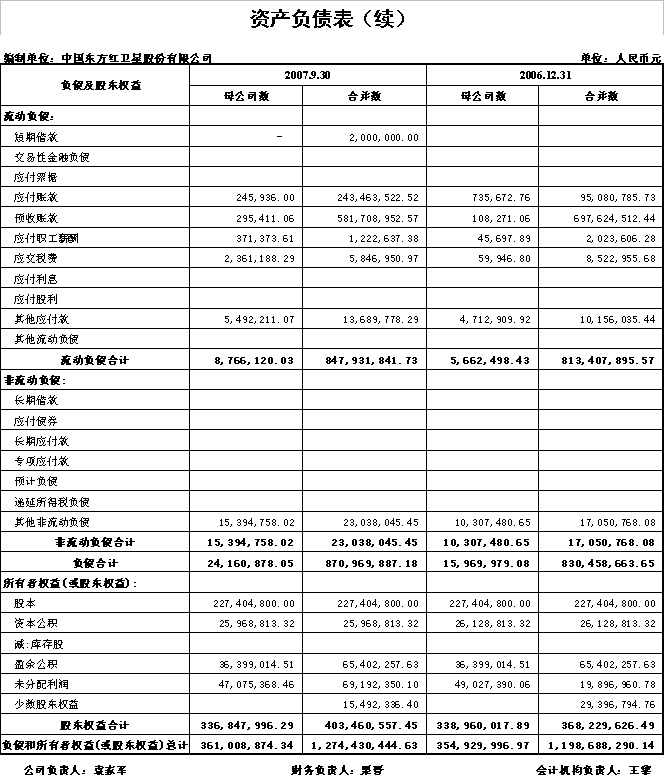 资产负债表（续）
编制单位：中国东方红卫星股份有限公司 单位：人民币元
负债及股东权益 2007.9.30 2006.12.31
母公司数 合并数 母公司数 合并数
流动负债：
短期借款 - 2,000,000.00
交易性金融负债
应付票据
应付账款 245,936.00 243,463,522.52 735,672.76 95,080,785.73
预收账款 295,411.06 581,708,952.57 108,271.06 697,624,512.44
应付职工薪酬 371,373.61 1,222,637.38 45,697.89 2,023,606.28
应交税费 2,361,188.29 5,846,950.97 59,946.80 8,522,955.68
应付利息
应付股利
其他应付款 5,492,211.07 13,689,778.29 4,712,909.92 10,156,035.44
其他流动负债
流动负债合计 8,766,120.03 847,931,841.73 5,662,498.43 813,407,895.57
非流动负债:
长期借款
应付债券
长期应付款
专项应付款
预计负债
递延所得税负债
其他非流动负债 15,394,758.02 23,038,045.45 10,307,480.65 17,050,768.08
非流动负债合计 15,394,758.02 23,038,045.45 10,307,480.65 17,050,768.08
负债合计 24,160,878.05 870,969,887.18 15,969,979.08 830,458,663.65
所有者权益(或股东权益):
股本 227,404,800.00 227,404,800.00 227,404,800.00 227,404,800.00
资本公积 25,968,813.32 25,968,813.32 26,128,813.32 26,128,813.32
减:库存股
盈余公积 36,399,014.51 65,402,257.63 36,399,014.51 65,402,257.63
未分配利润 47,075,368.46 69,192,350.10 49,027,390.06 19,896,960.78
少数股东权益 15,492,336.40 29,396,794.76
股东权益合计 336,847,996.29 403,460,557.45 338,960,017.89 368,229,626.49
负债和所有者权益(或股东权益)总计 361,008,874.34 1,274,430,444.63 354,929,996.97 1,198,688,290.14
公司负责人：袁家军 财务负责人：栗晋 会计机构负责人：王